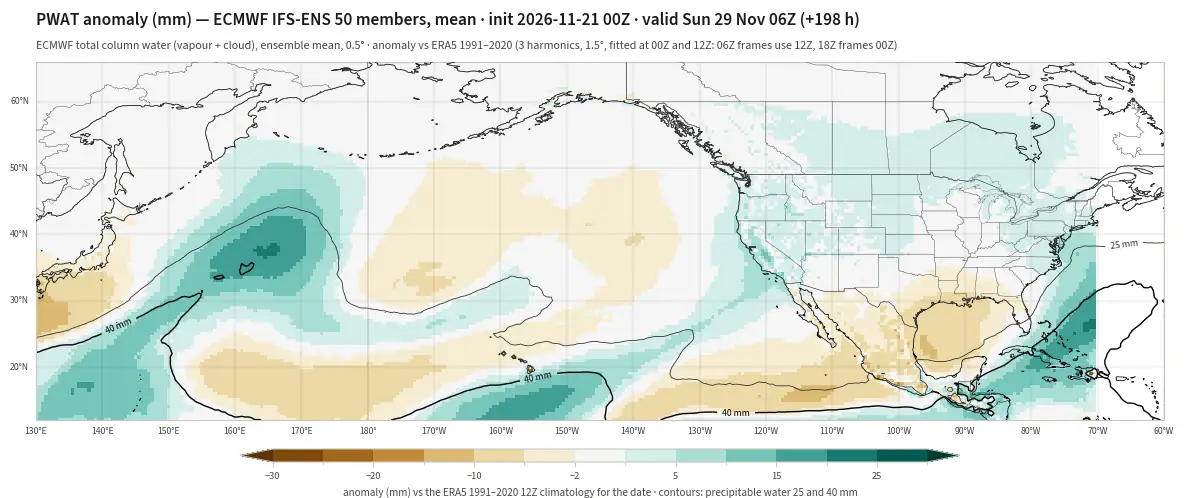 PWAT anomaly (mm) — ECMWF IFS-ENS 50 members, mean · init 2026-11-21 00Z · valid Sun 29 Nov 06Z (+198 h)
ECMWF total column water (vapour + cloud), ensemble mean, 0.5° · anomaly vs ERA5 1991–2020 (3 harmonics, 1.5°, fitted at 00Z and 12Z: 06Z frames use 12Z, 18Z frames 00Z)
60°N
50°N
40°N
30°N
20°N
25 mm
40 mm
40 mm
40 mm
130°E 140°E 150°E 160°E 170°E 180° 170°W 160°W 150°W 140°W 130°W 120°W 110°W 100°W 90°W 80°W 70°W 60°W
−30 −20 −10 −2 5 15 25
anomaly (mm) vs the ERA5 1991–2020 12Z climatology for the date · contours: precipitable water 25 and 40 mm